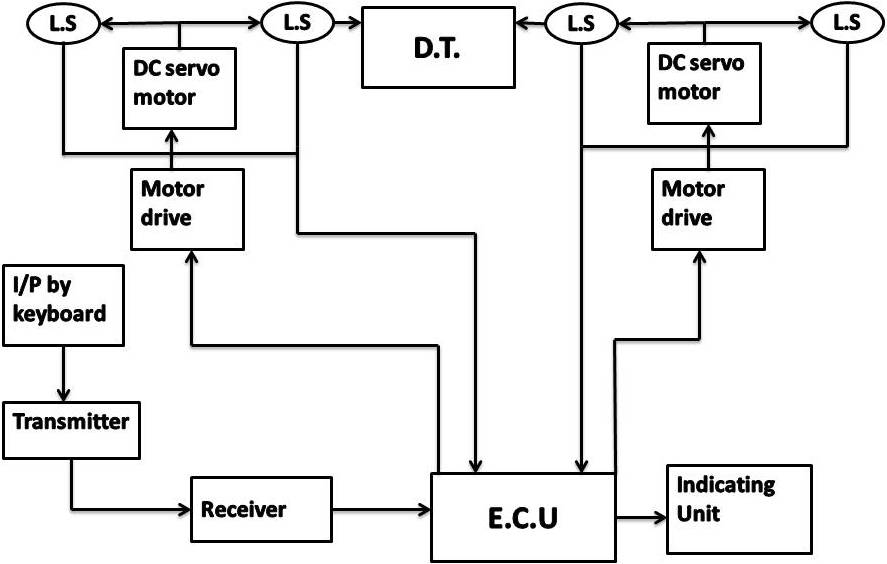 L.S
L.S
D.T.
L.S
L.S
DC servo
motor
DC servo
motor
Motor
drive
Motor
drive
I/P by
keyboard
Transmitter
Receiver
E.C.U
Indicating
Unit